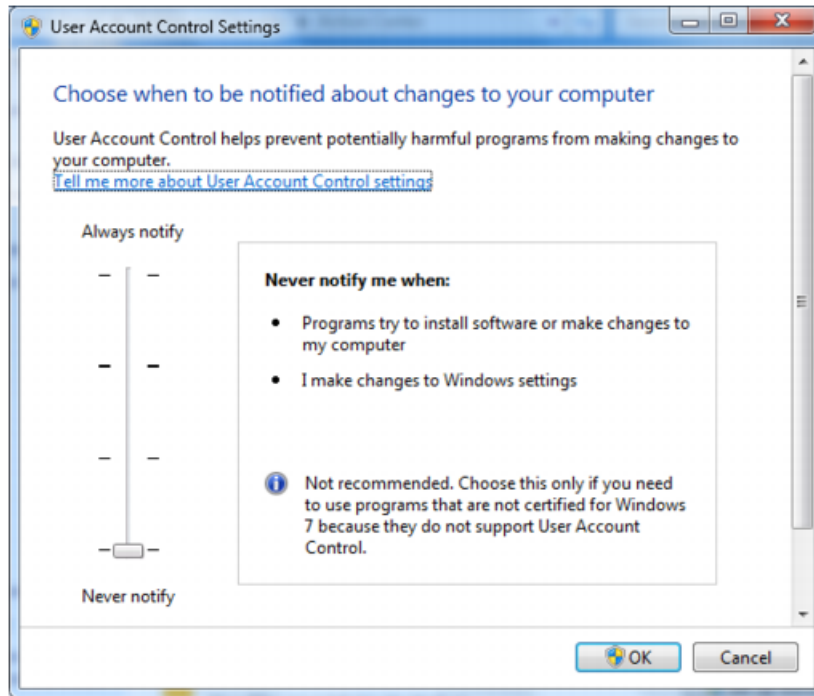 User Account Control Settings
Choose when to be notified about changes to your computer
User Account Control helps prevent potentially harmful programs from making changes to
your computer.
Tell me more about User Account Control settings
Always notify
Never notify me when:
• Programs try to install software or make changes to
my computer
• I make changes to Windows settings
Not recommended. Choose this only if you need
to use programs that are not certified for Windows
7 because they do not support User Account
Control.
Never notify
OK
Cancel